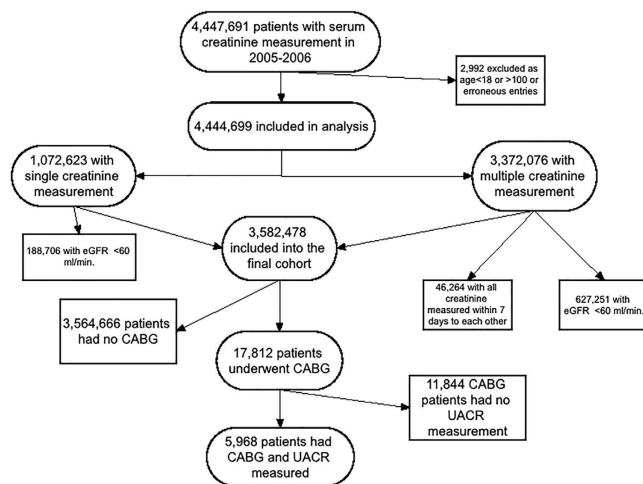 4,447,691 patients with serum
creatinine measurement in
2005-2006
2,992 excluded as
age<18 or >100 or
erroneous entries
4,444,699 included in analysis
1,072,623 with
single creatinine
measurement
3,372,076 with
multiple creatinine
measurement
3,582,478
included into the
final cohort
188,706 with eGFR <60
ml/min.
46,264 with all
creatinine
measured within 7
days to each other
627,251 with
eGFR <60 ml/min.
3,564,666 patients
had no CABG
17,812 patients
underwent CABG
11,844 CABG
patients had no
UACR
measurement
5,968 patients had
CABG and UACR
measured